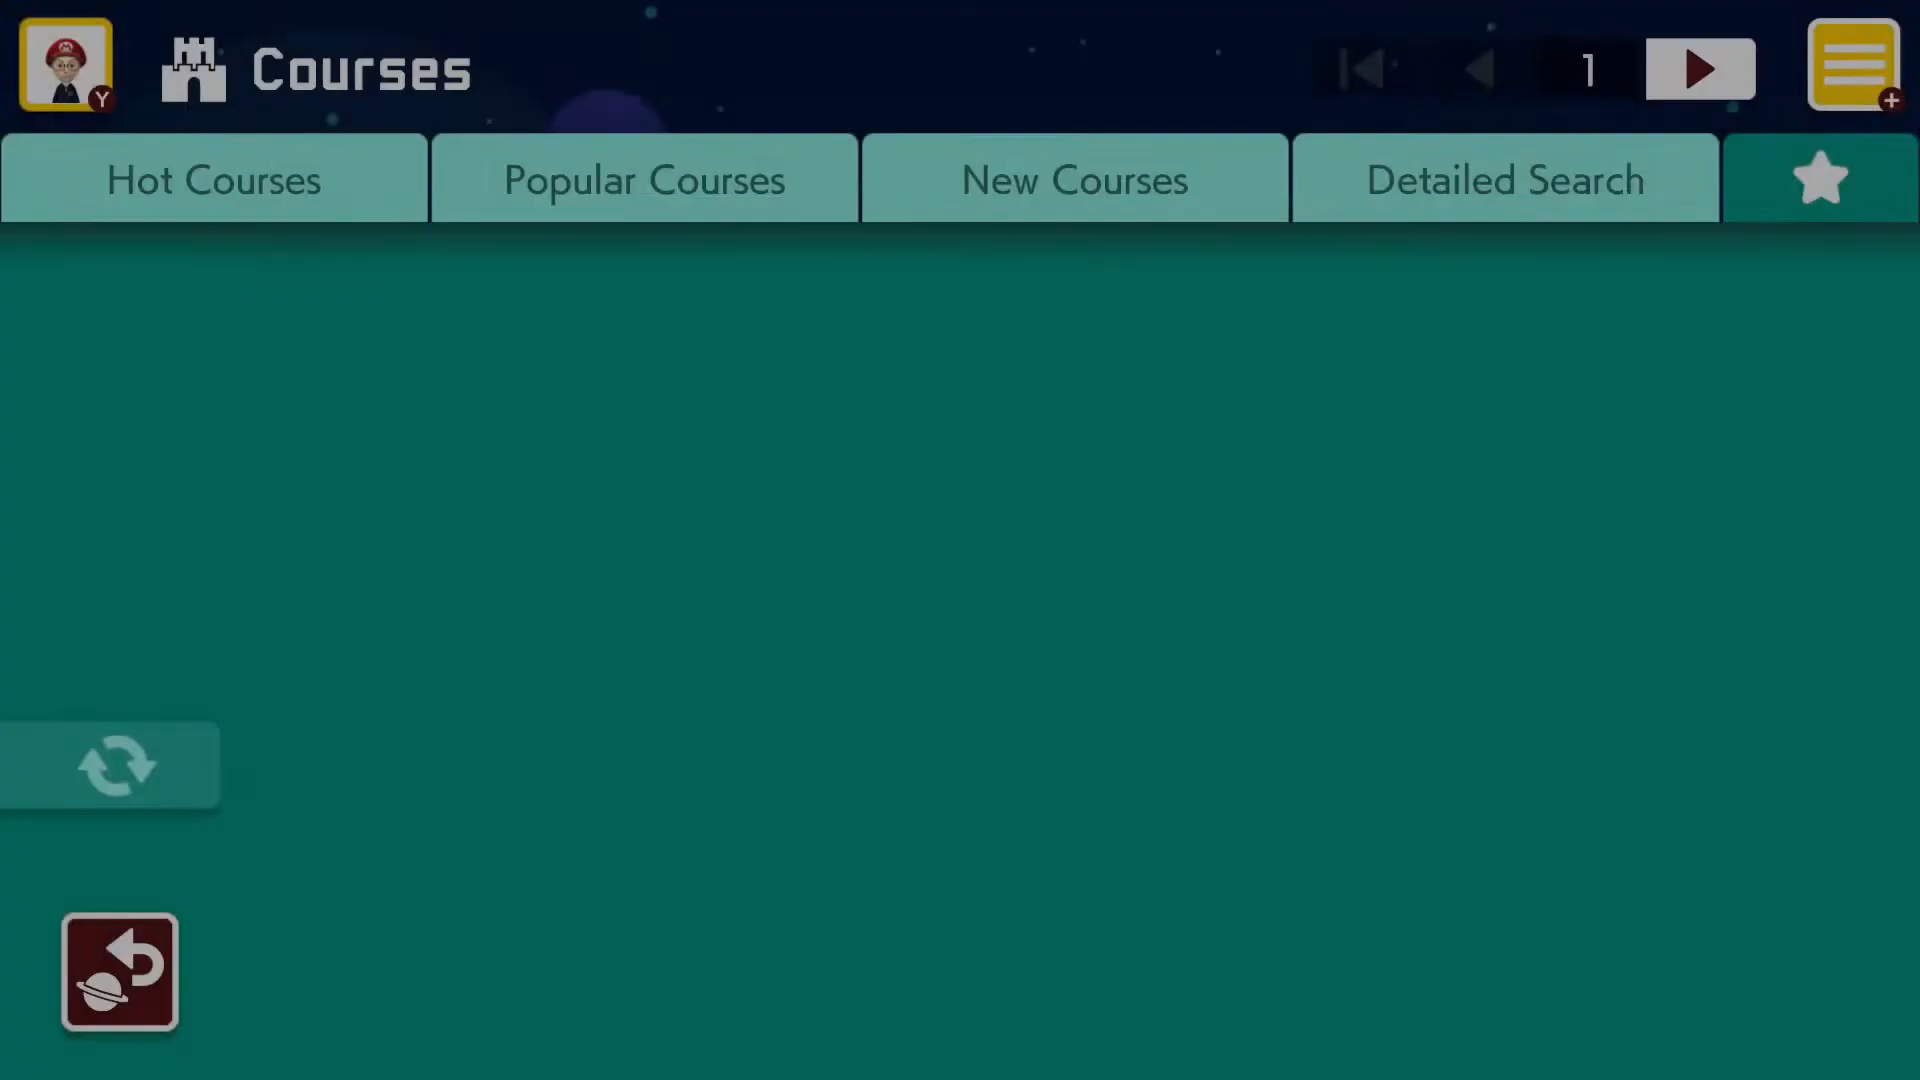 Courses
1
Y
+
Hot Courses
Popular Courses
New Courses
Detailed Search